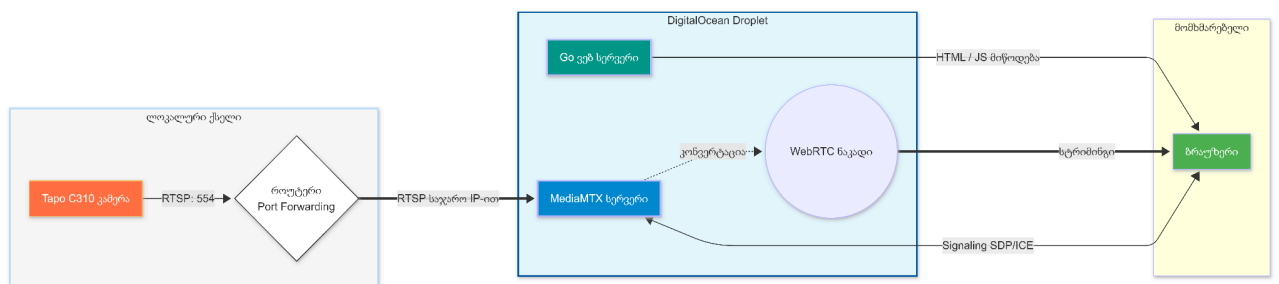 ლოკალური ქსელი
Tapo C310 კამერა
RTSP: 554
როუტერი
Port Forwarding
RTSP საჯარო IP-ით
DigitalOcean Droplet
Go ვებ სერვერი
MediaMTX სერვერი
კონვერტაცია
WebRTC ნაკადი
HTML / JS მიწოდება
სტრიმინგი
Signaling SDP/ICE
მომხმარებელი
ბრაუზერი